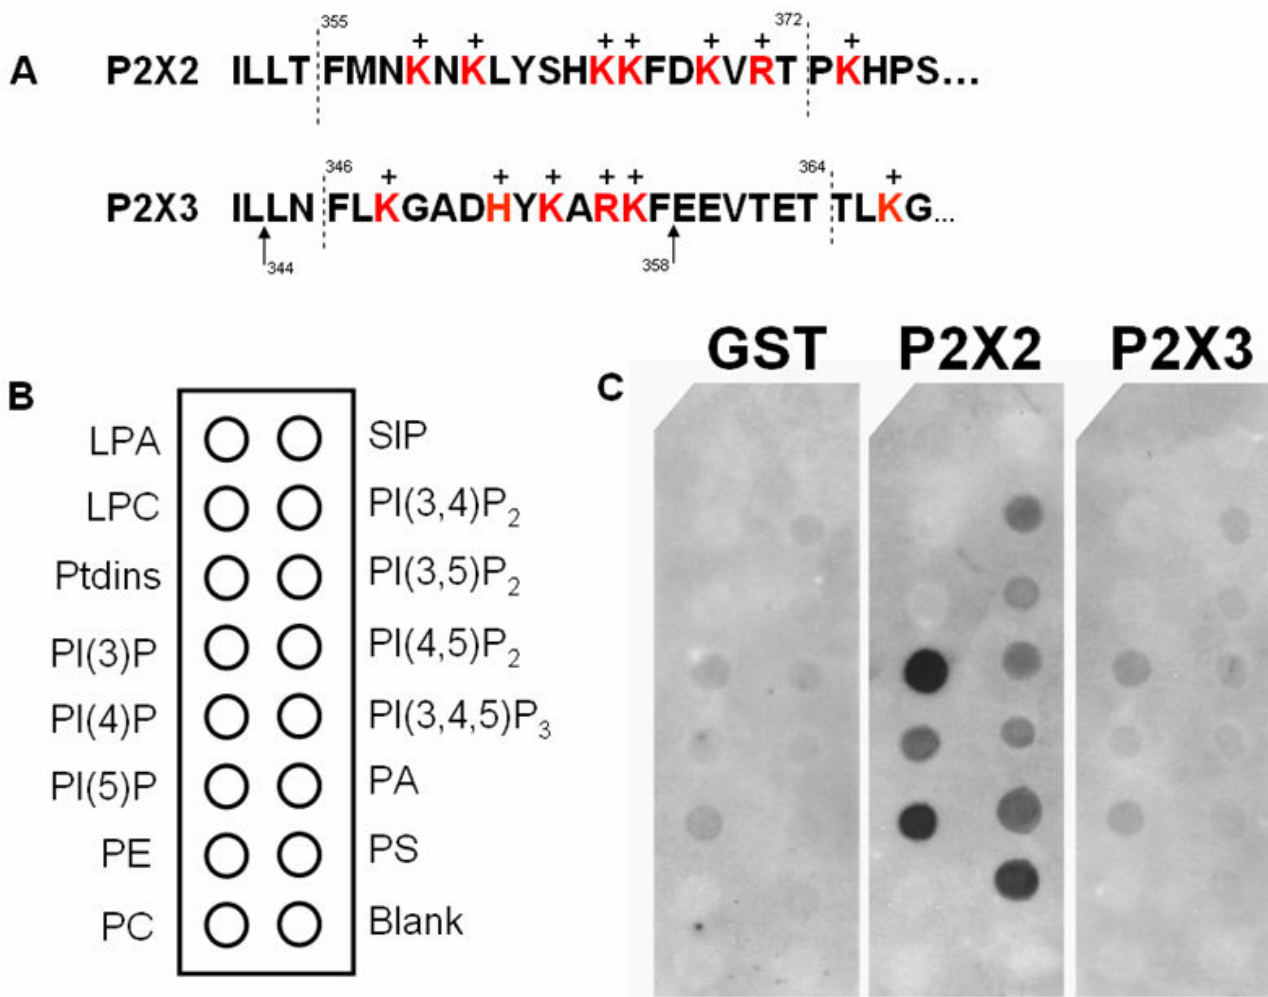 355 372
+ + + + + + +
A P2X2 ILLT FMNKNKLYSHKKFDKVRT PKHPS...
346 364
+ + + + + +
P2X3 ILLN FLKGADHYKARKFEEVTET TLKG...
344 358
GST P2X2 P2X3
B C
LPA SIP
LPC PI(3,4)P2
Ptdins PI(3,5)P2
PI(3)P PI(4,5)P2
PI(4)P PI(3,4,5)P3
PI(5)P PA
PE PS
PC Blank